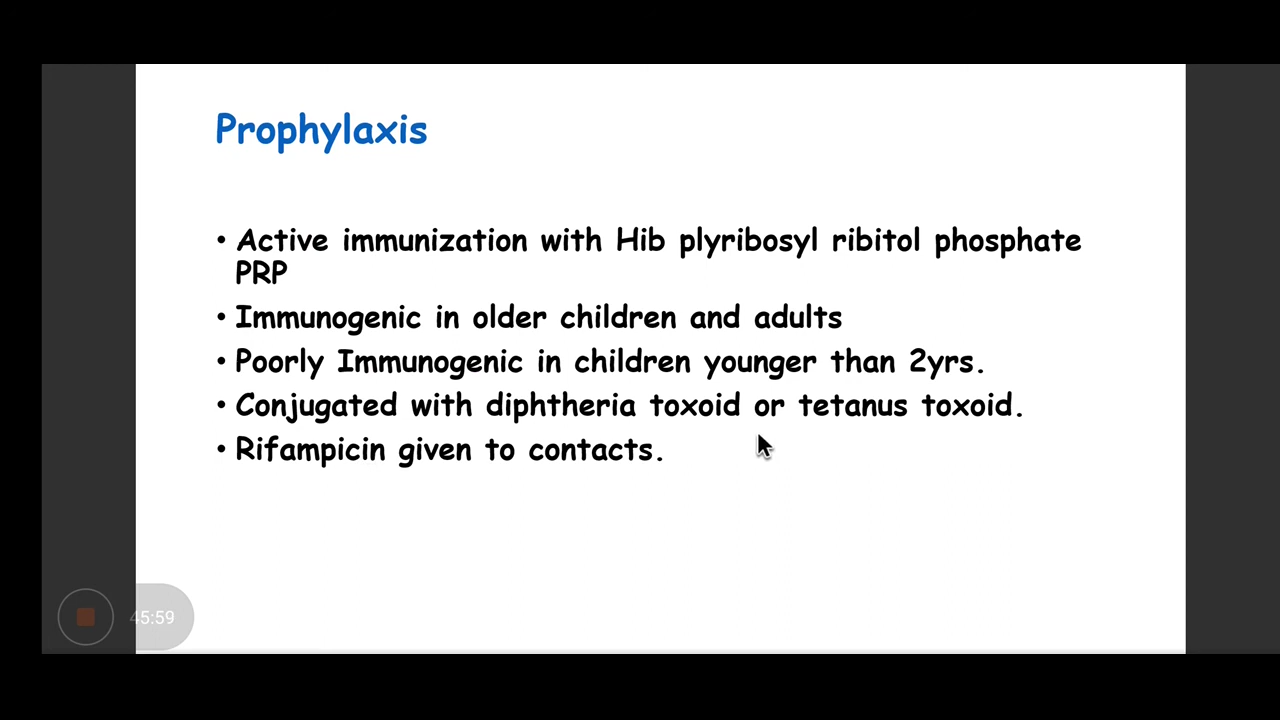 Prophylaxis
• Active immunization with Hib plyribosyl ribitol phosphate
PRP
• Immunogenic in older children and adults
• Poorly Immunogenic in children younger than 2yrs.
• Conjugated with diphtheria toxoid or tetanus toxoid.
• Rifampicin given to contacts.
45:59